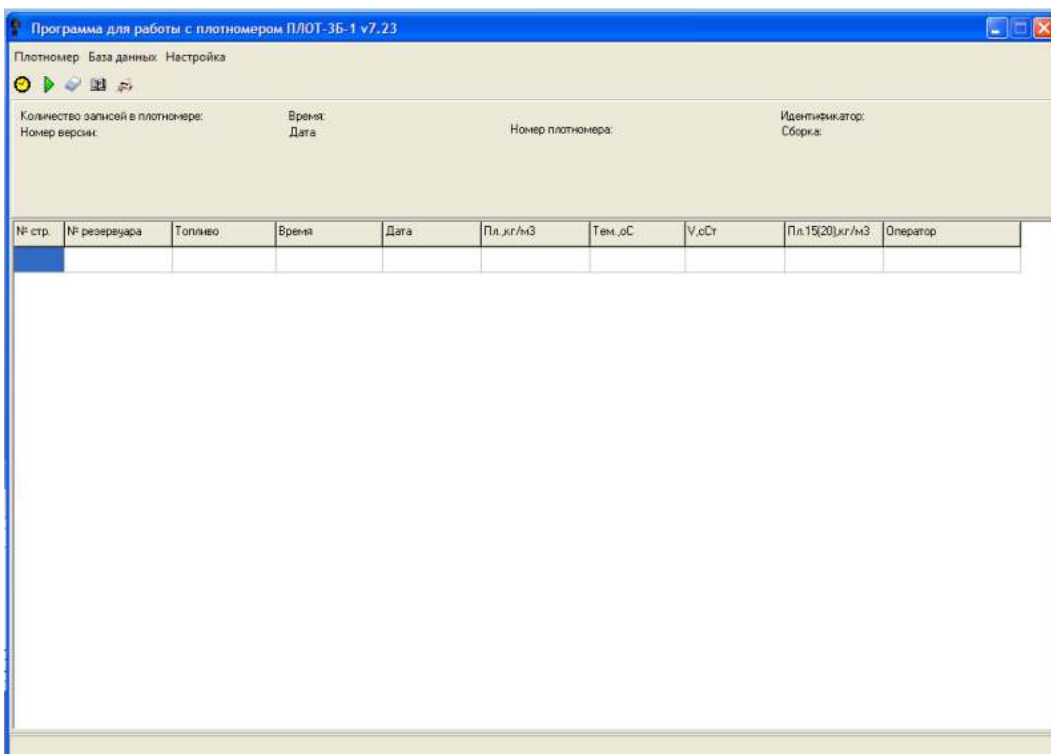 Программа для работы с плотномером ПЛОТ-3Б-1 v7.23
Плотномер База данных Настройка
Количество записей в плотномере: Время: Идентификатор:
Номер версии: Дата Номер плотномера: Сборка:
№ стр. № резервуара Топливо Время Дата Пл.,кг/м3 Тем.,оС V,сСт Пл.15(20),кг/м3 Оператор